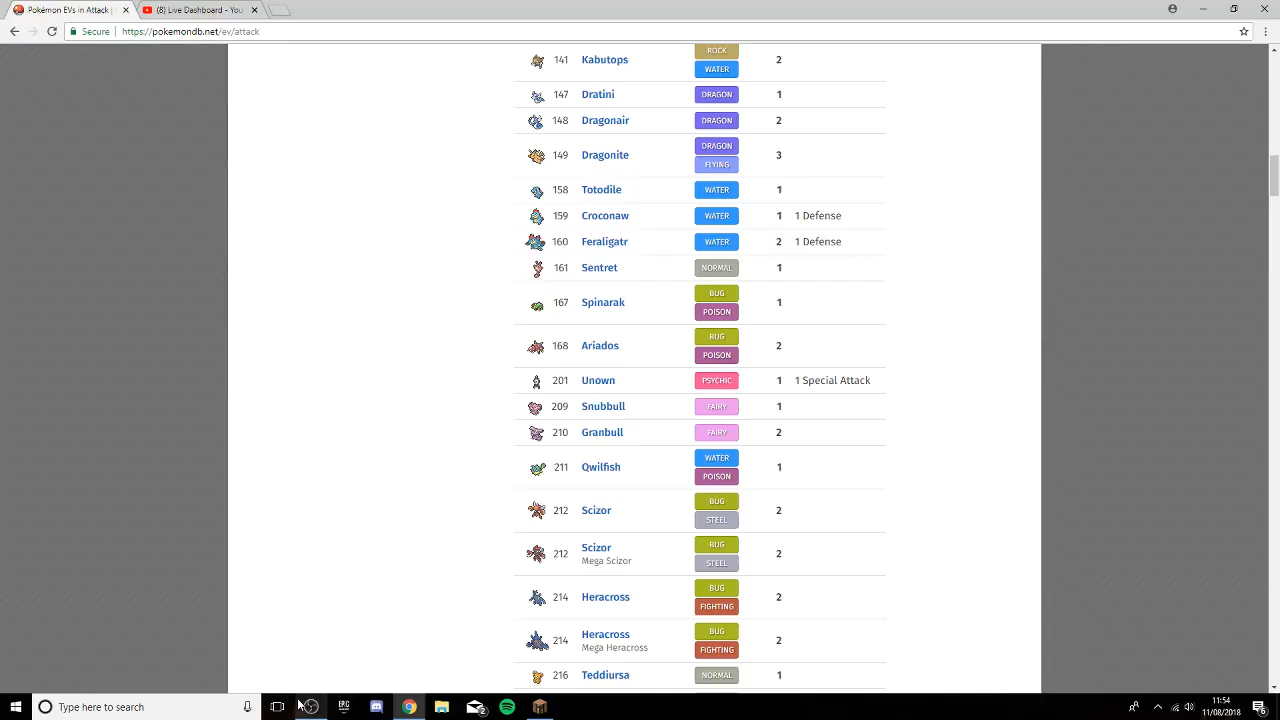 Pokémon EVs in Attack |
(8) Live Dashboard - You
Secure
https://pokemondb.net/ev/attack
ROCK
141 Kabutops 2
WATER
147 Dratini DRAGON 1
148 Dragonair DRAGON 2
DRAGON
149 Dragonite 3
FLYING
158 Totodile WATER 1
159 Croconaw WATER 1 1 Defense
160 Feraligatr WATER 2 1 Defense
161 Sentret NORMAL 1
BUG
167 Spinarak 1
POISON
BUG
168 Ariados 2
POISON
201 Unown PSYCHIC 1 1 Special Attack
209 Snubbull FAIRY 1
210 Granbull FAIRY 2
WATER
211 Qwilfish 1
POISON
BUG
212 Scizor 2
STEEL
BUG
212 Scizor 2
Mega Scizor
STEEL
BUG
214 Heracross 2
FIGHTING
BUG
214 Heracross 2
Mega Heracross
FIGHTING
216 Teddiursa NORMAL 1
Type here to search
EPIC
11:54
11/08/2018